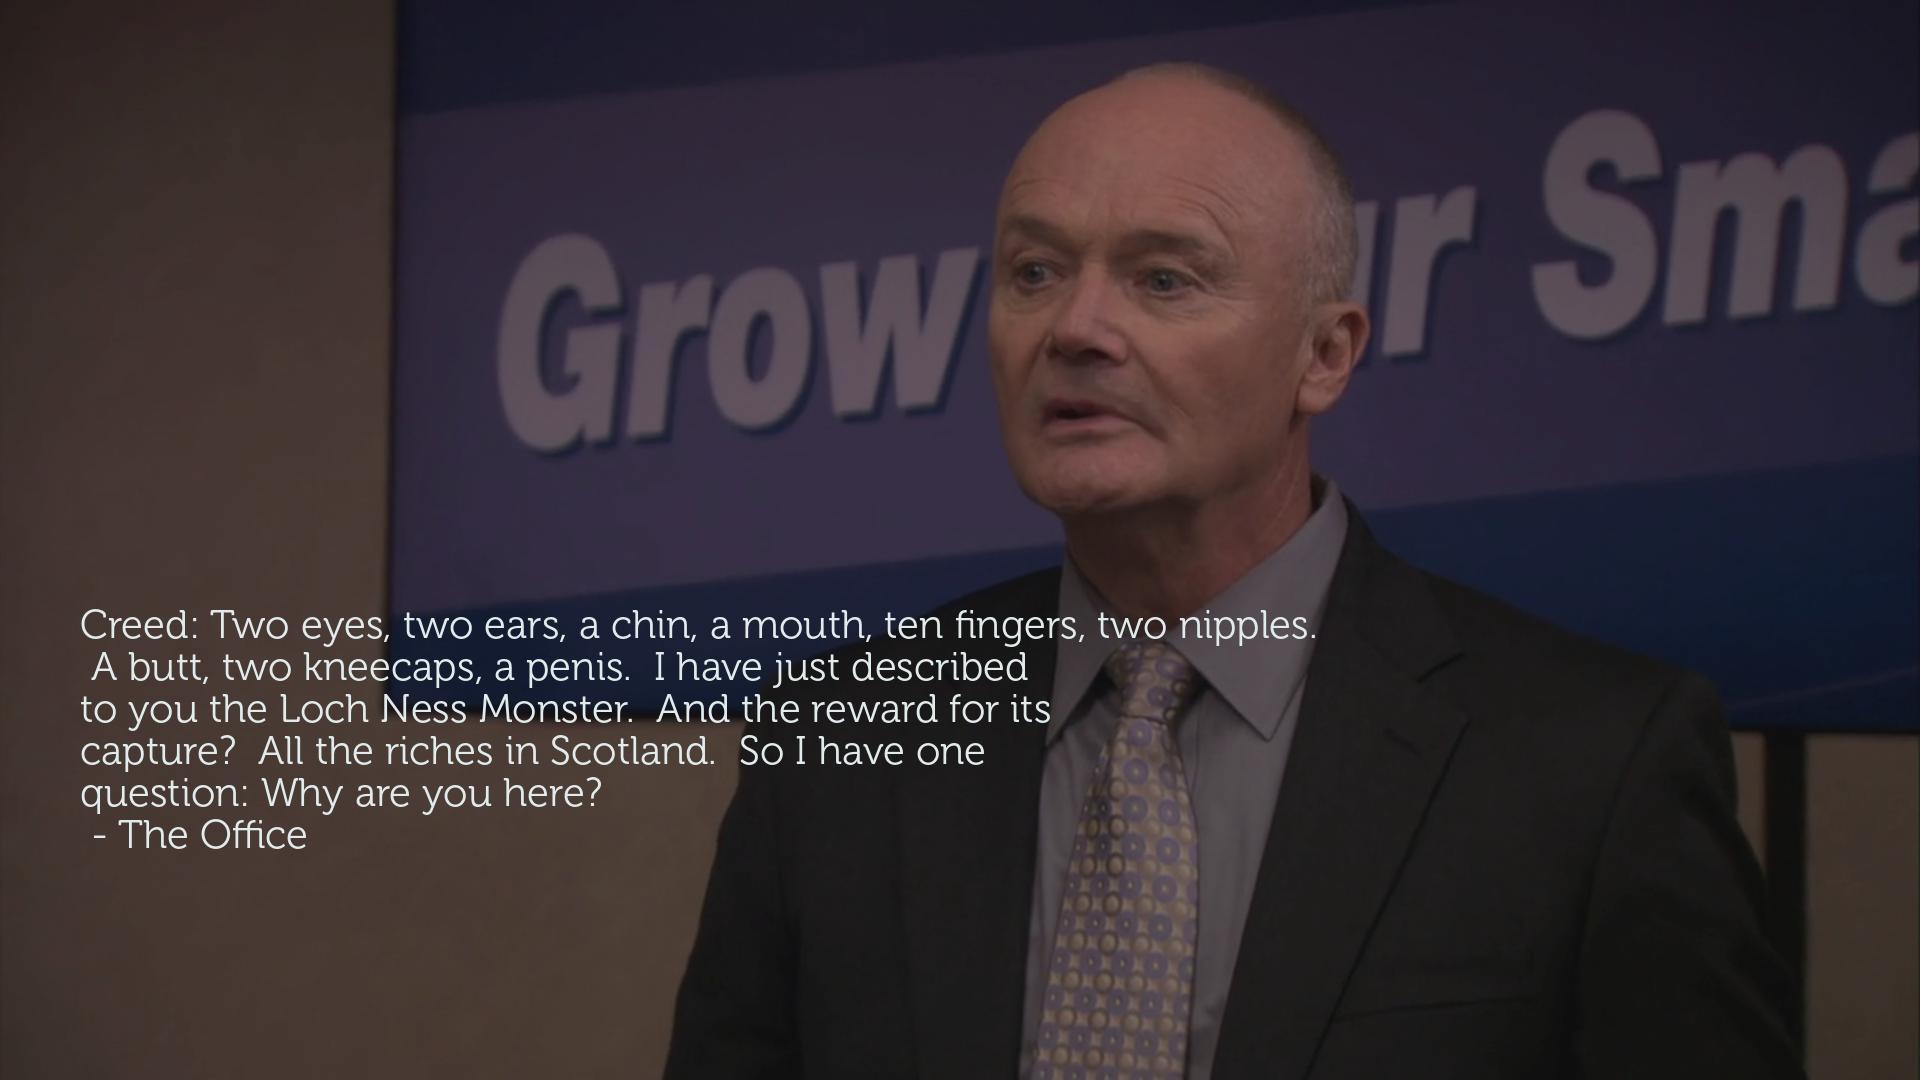 Grow ur Sma
Creed: Two eyes, two ears, a chin, a mouth, ten fingers, two nipples.
A butt, two kneecaps, a penis.  I have just described
to you the Loch Ness Monster.  And the reward for its
capture?  All the riches in Scotland.  So I have one
question: Why are you here?
- The Office